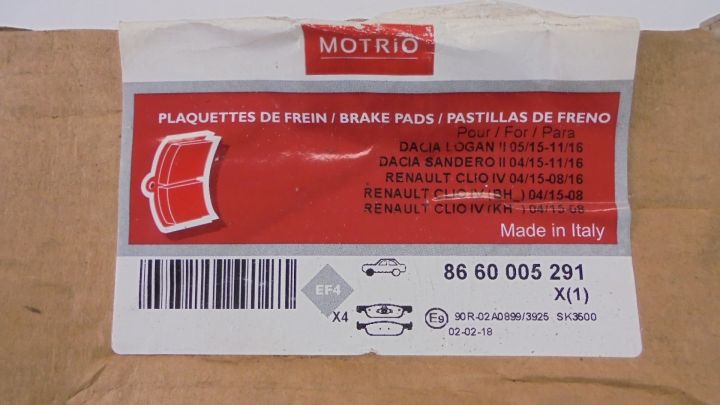 MOTRIO
PLAQUETTES DE FREIN / BRAKE PADS / PASTILLAS DE FRENO
Pour / For / Para
DACIA LOGAN II 05/15-11/16
DACIA SANDERO II 04/15-11/16
RENAULT CLIO IV 04/15-08/16
RENAULT CLIO IV (BH_) 04/15-08
RENAULT CLIO IV (KH_) 04/15-08
Made in Italy
86 60 005 291
X(1)
EF4
X4
E9 90R-02A0899/3925 SK3500
02-02-18